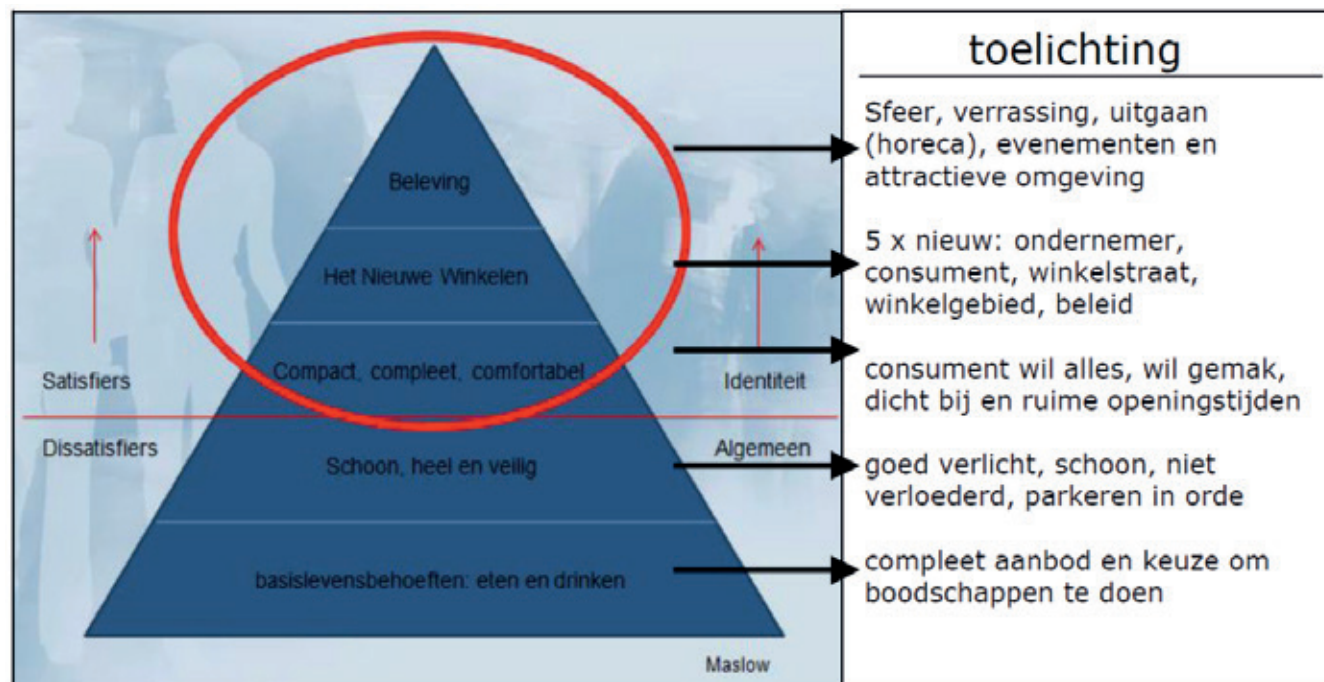 Beleving
Het Nieuwe Winkelen
Compact, compleet, comfortabel
Satisfiers
Identiteit
Dissatisfiers
Algemeen
Schoon, heel en veilig
basislevensbehoeften: eten en drinken
Maslow
toelichting
Sfeer, verrassing, uitgaan
(horeca), evenementen en
attractieve omgeving
5 x nieuw: ondernemer,
consument, winkelstraat,
winkelgebied, beleid
consument wil alles, wil gemak,
dicht bij en ruime openingstijden
goed verlicht, schoon, niet
verloederd, parkeren in orde
compleet aanbod en keuze om
boodschappen te doen